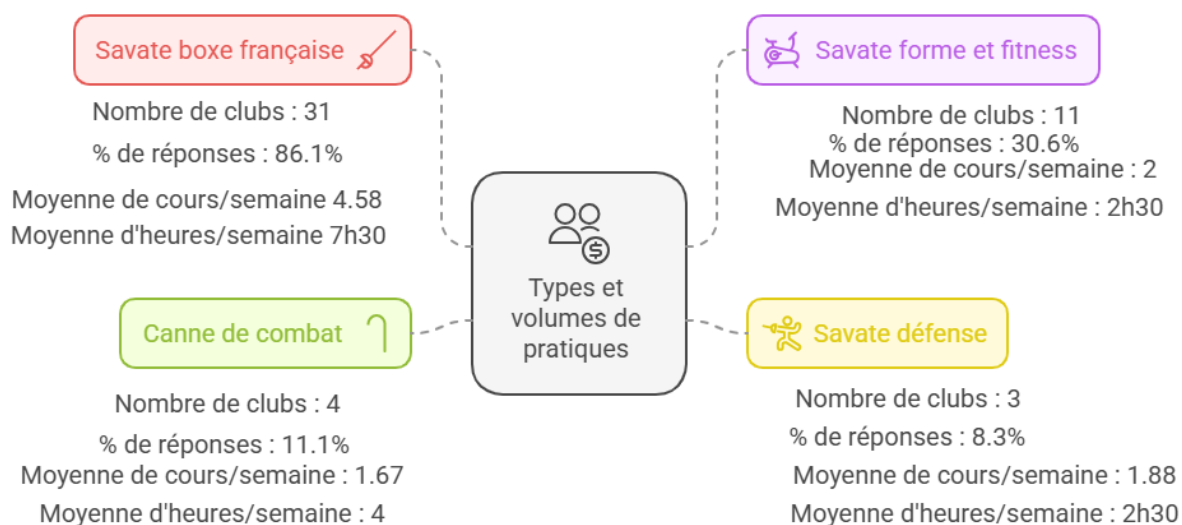 Savate boxe française
Nombre de clubs : 31
% de réponses : 86.1%
Moyenne de cours/semaine 4.58
Moyenne d'heures/semaine 7h30
Savate forme et fitness
Nombre de clubs : 11
% de réponses : 30.6%
Moyenne de cours/semaine : 2
Moyenne d'heures/semaine : 2h30
$
Types et
volumes de
pratiques
Canne de combat
Nombre de clubs : 4
% de réponses : 11.1%
Moyenne de cours/semaine : 1.67
Moyenne d'heures/semaine : 4
Savate défense
Nombre de clubs : 3
% de réponses : 8.3%
Moyenne de cours/semaine : 1.88
Moyenne d'heures/semaine : 2h30